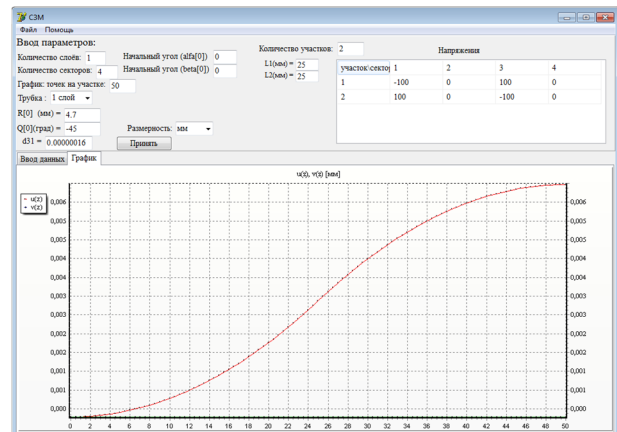 СЗМ
Файл Помощь
Ввод параметров:
Количество слоёв: 1 Начальный угол (alfa[0]) 0
Количество секторов: 4 Начальный угол (beta[0]) 0
График: точек на участке: 50
Трубка : 1 слой
R[0] (мм) = 4.7
Q[0](град) = -45 Размерность: мм
d31 = 0.00000016 Принять
Количество участков: 2
L1(мм) = 25
L2(мм) = 25
Напряжения
участок\сектор 1 2 3 4
1 -100 0 100 0
2 100 0 -100 0
Ввод данных График
u(z), v(z) [мм]
u(z)
v(z)
0,006 0,006
0,005 0,005
0,005 0,005
0,004 0,004
0,004 0,004
0,003 0,003
0,003 0,003
0,002 0,002
0,002 0,002
0,001 0,001
0,001 0,001
0,000 0,000
0 2 4 6 8 10 12 14 16 18 20 22 24 26 28 30 32 34 36 38 40 42 44 46 48 50